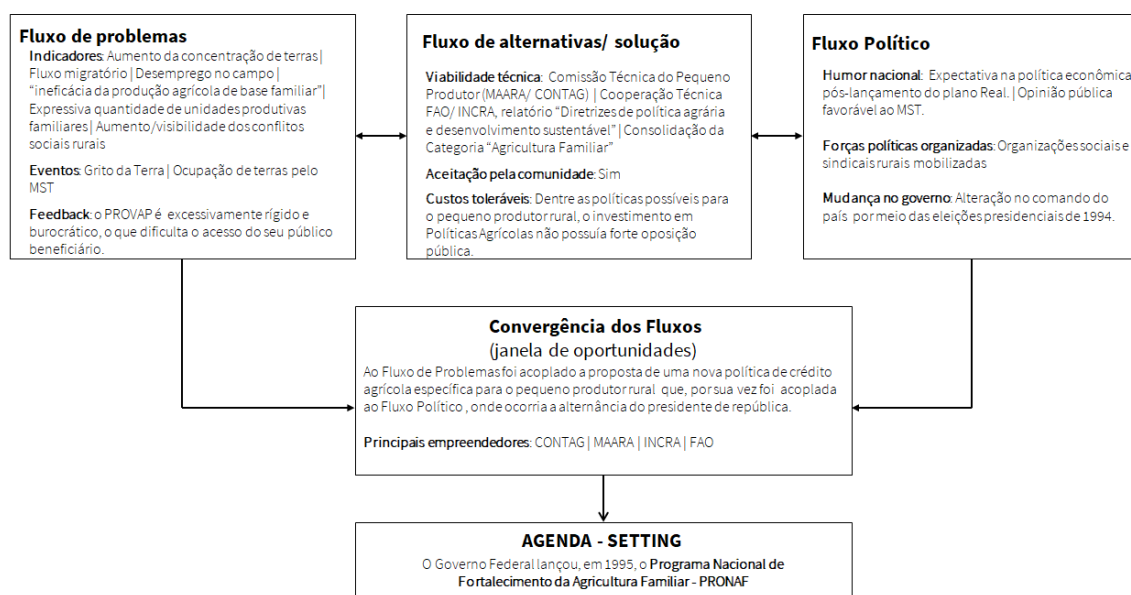 Fluxo de problemas
Indicadores: Aumento da concentração de terras|
Fluxo migratório | Desemprego no campo |
“ineficácia da produção agrícola de base familiar”|
Expressiva quantidade de unidades produtivas
familiares | Aumento/visibilidade dos conflitos
sociais rurais
Eventos: Grito da Terra | Ocupação de terras pelo
MST
Feedback: o PROVAP é excessivamente rígido e
burocrático, o que dificulta o acesso do seu público
beneficiário.
Fluxo de alternativas/ solução
Viabilidade técnica: Comissão Técnica do Pequeno
Produtor (MAARA/ CONTAG) | Cooperação Técnica
FAO/ INCRA, relatório “Diretrizes de política agrária
e desenvolvimento sustentável” | Consolidação da
Categoria “Agricultura Familiar”
Aceitação pela comunidade: Sim
Custos toleráveis: Dentre as políticas possíveis para
o pequeno produtor rural, o investimento em
Políticas Agrícolas não possuía forte oposição
pública.
Fluxo Político
Humor nacional: Expectativa na política econômica
pós-lançamento do plano Real. | Opinião pública
favorável ao MST.
Forças políticas organizadas: Organizações sociais e
sindicais rurais mobilizadas
Mudança no governo: Alteração no comando do
país por meio das eleições presidenciais de 1994.
Convergência dos Fluxos
(janela de oportunidades)
Ao Fluxo de Problemas foi acoplado a proposta de uma nova política de crédito
agrícola específica para o pequeno produtor rural que, por sua vez foi acoplada
ao Fluxo Político , onde ocorria a alternância do presidente de república.
Principais empreendedores: CONTAG | MAARA | INCRA | FAO
AGENDA - SETTING
O Governo Federal lançou, em 1995, o Programa Nacional de
Fortalecimento da Agricultura Familiar - PRONAF